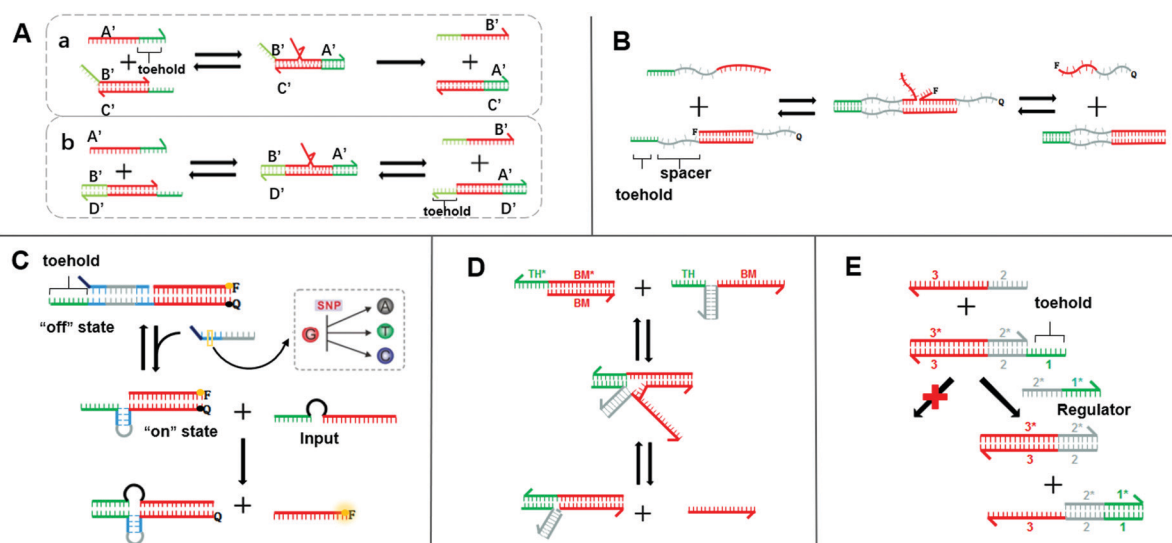 A
a
A'
+
toehold
B'
C'
B'
A'
C'
B'
+
A'
C'
b
A'
+
B'
D'
B'
A'
D'
B'
+
A'
toehold
D'
B
+
F
Q
toehold
spacer
F
Q
F
Q
+
C
toehold
F
Q
"off" state
SNP
G
A
T
C
F
Q
"on" state
+
Input
+
Q
F
D
TH*
BM*
BM
+
TH
BM
+
E
3
2
+
toehold
3*
2*
3
2
1
2*
1*
Regulator
3*
2*
3
2
+
2*
1*
3
2
1